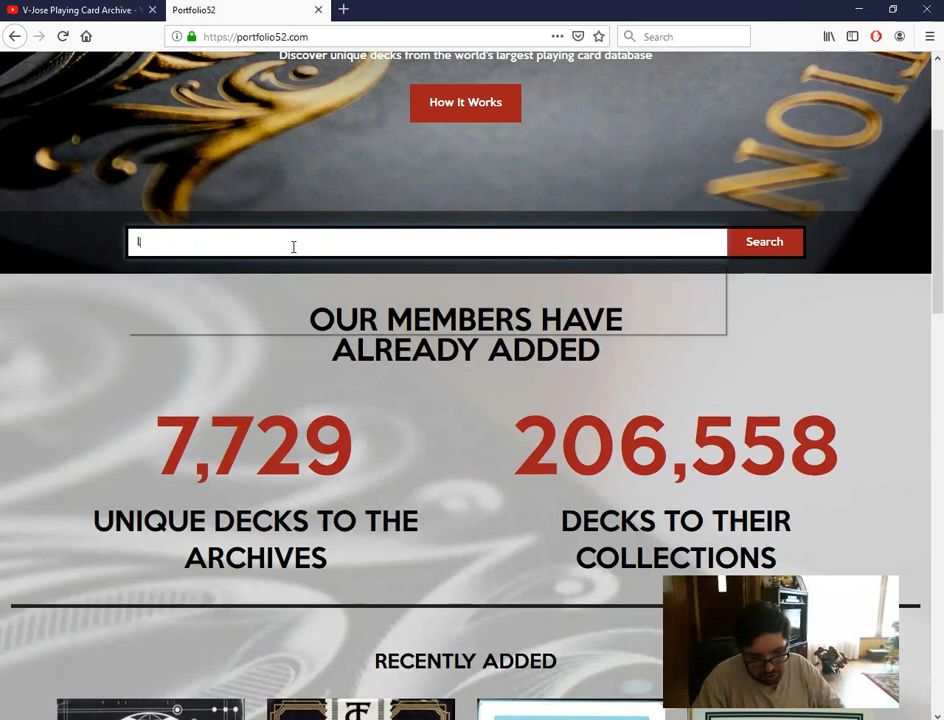 V-Jose Playing Card Archive -
Portfolio52
https://portfolio52.com
Search
Discover unique decks from the world's largest playing card database
How It Works
NOIT
Search
OUR MEMBERS HAVE
ALREADY ADDED
7,729
206,558
UNIQUE DECKS TO THE
ARCHIVES
DECKS TO THEIR
COLLECTIONS
RECENTLY ADDED